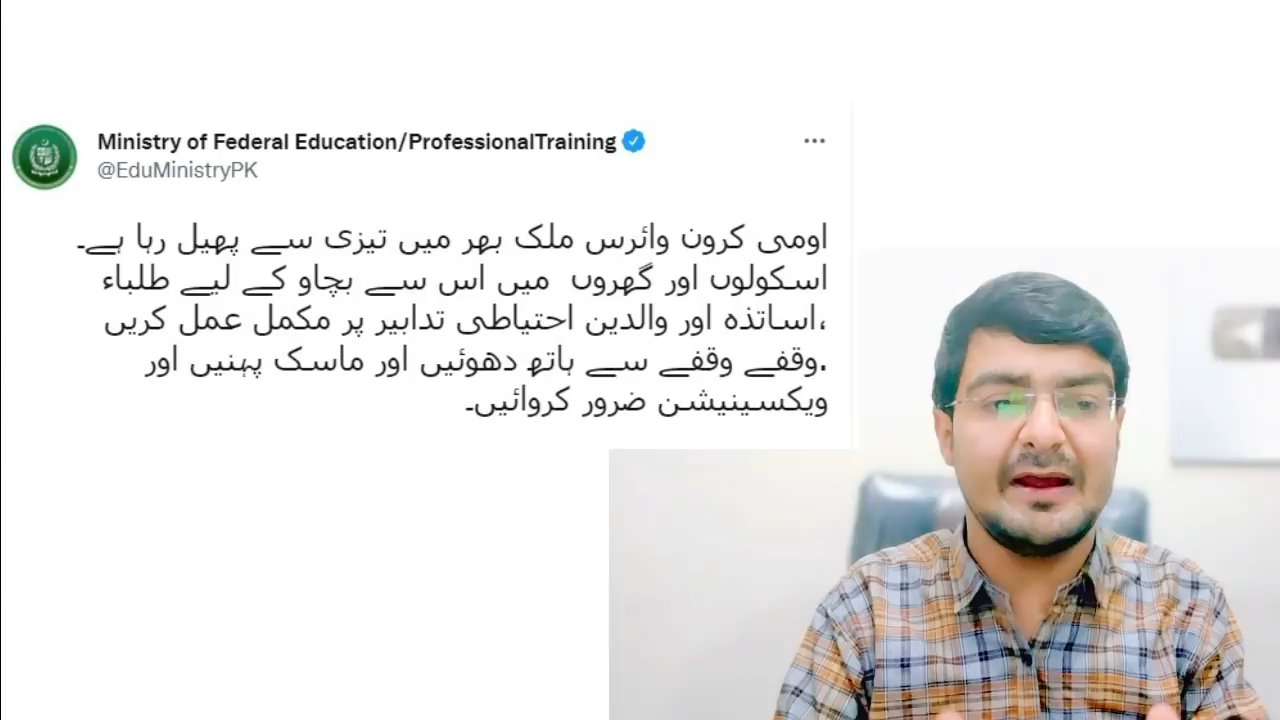 Ministry of Federal Education/ProfessionalTraining
@EduMinistryPK
اومی کرون وائرس ملک بھر میں تیزی سے پھیل رہا ہے۔
اسکولوں اور گھروں میں اس سے بچاو کے لیے طلباء
،اساتذہ اور والدین احتیاطی تدابیر پر مکمل عمل کریں
.وقفے وقفے سے ہاتھ دھوئیں اور ماسک پہنیں اور
ویکسینیشن ضرور کروائیں۔